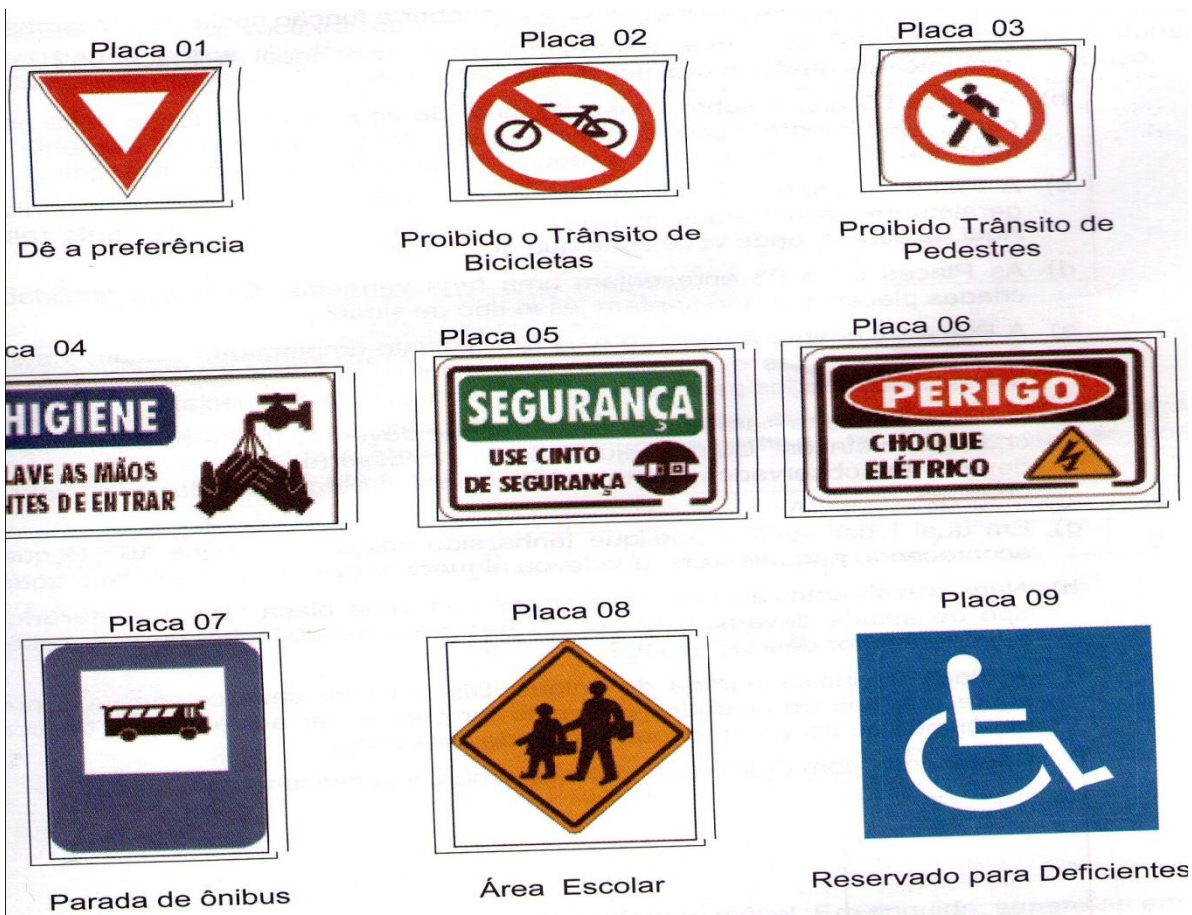 Placa 01
Placa 02
Placa 03
Dê a preferência
Proibido o Trânsito de
Bicicletas
Proibido Trânsito de
Pedestres
ca 04
Placa 05
Placa 06
HIGIENE
LAVE AS MÃOS
NTES DE ENTRAR
SEGURANÇA
USE CINTO
DE SEGURANÇA
PERIGO
CHOQUE
ELÉTRICO
Placa 07
Placa 08
Placa 09
Parada de ônibus
Área Escolar
Reservado para Deficientes